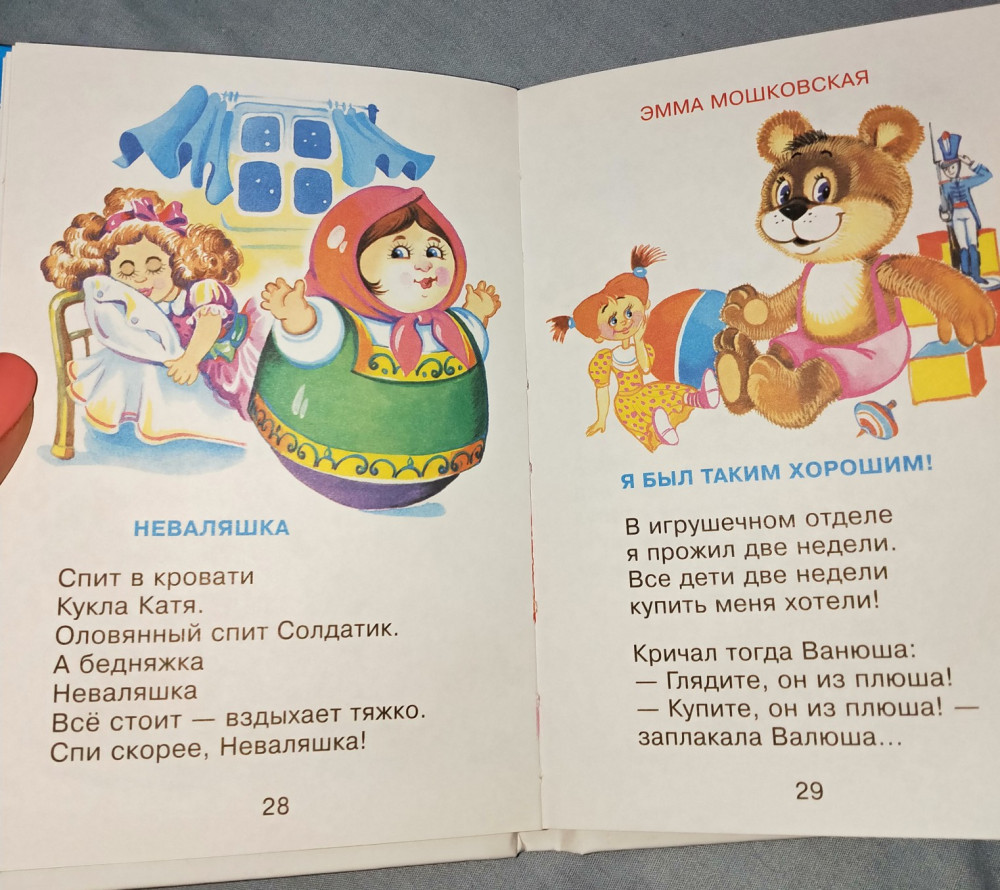 НЕВАЛЯШКА
Спит в кровати
Кукла Катя.
Оловянный спит Солдатик.
А бедняжка
Неваляшка
Всё стоит — вздыхает тяжко.
Спи скорее, Неваляшка!
28
ЭММА МОШКОВСКАЯ
Я БЫЛ ТАКИМ ХОРОШИМ!
В игрушечном отделе
я прожил две недели.
Все дети две недели
купить меня хотели!
Кричал тогда Ванюша:
— Глядите, он из плюша!
— Купите, он из плюша! —
заплакала Валюша...
29